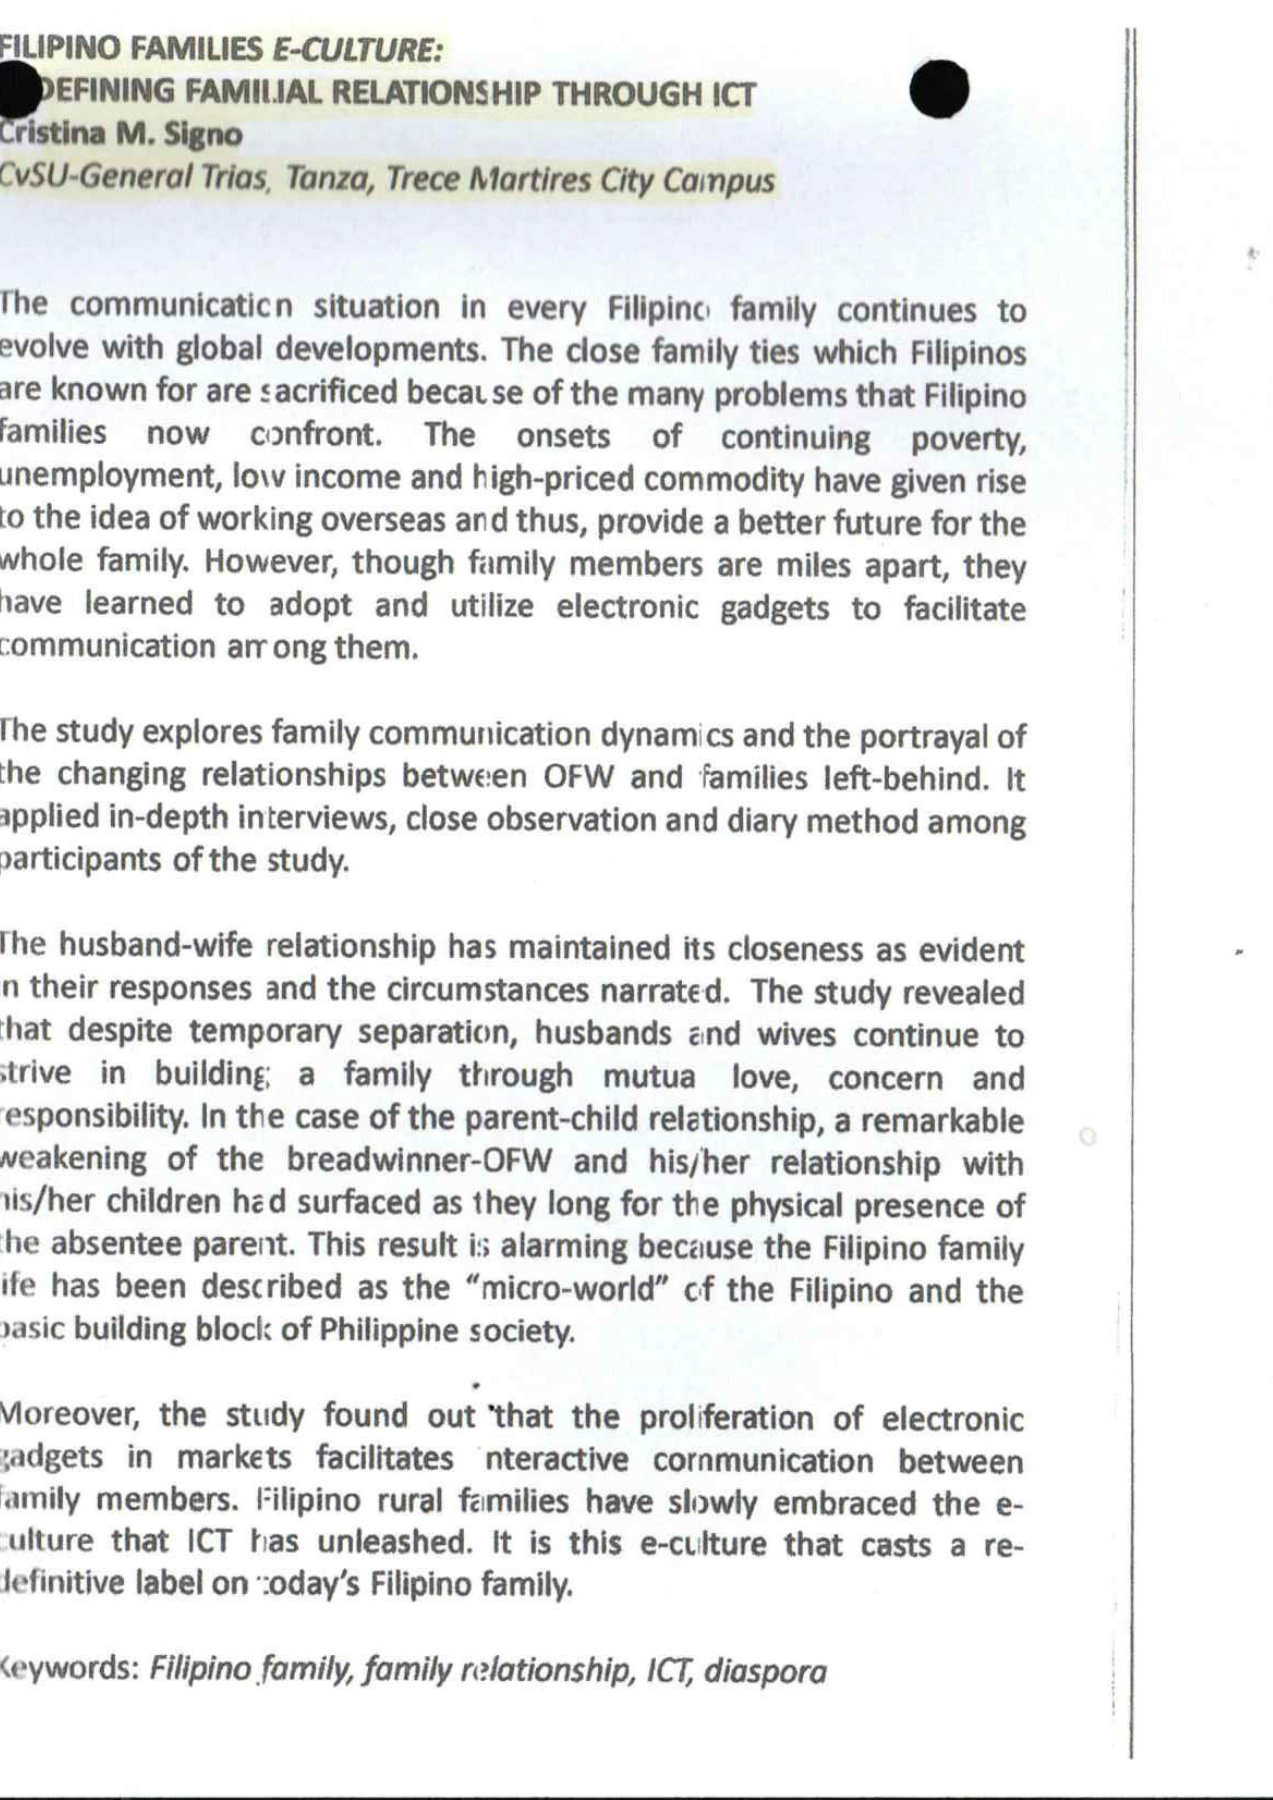 FILIPINO FAMILIES E-CULTURE:
DEFINING FAMILIAL RELATIONSHIP THROUGH ICT
Cristina M. Signo
CvSU-General Trias, Tanza, Trece Martires City Campus
The communication situation in every Filipino family continues to
evolve with global developments. The close family ties which Filipinos
are known for are sacrificed because of the many problems that Filipino
families now confront. The onsets of continuing poverty,
unemployment, low income and high-priced commodity have given rise
to the idea of working overseas and thus, provide a better future for the
whole family. However, though family members are miles apart, they
have learned to adopt and utilize electronic gadgets to facilitate
communication among them.
The study explores family communication dynamics and the portrayal of
the changing relationships between OFW and families left-behind. It
applied in-depth interviews, close observation and diary method among
participants of the study.
The husband-wife relationship has maintained its closeness as evident
in their responses and the circumstances narrated. The study revealed
that despite temporary separation, husbands and wives continue to
strive in building a family through mutua love, concern and
responsibility. In the case of the parent-child relationship, a remarkable
weakening of the breadwinner-OFW and his/her relationship with
his/her children had surfaced as they long for the physical presence of
the absentee parent. This result is alarming because the Filipino family
life has been described as the “micro-world” of the Filipino and the
basic building block of Philippine society.
Moreover, the study found out that the proliferation of electronic
gadgets in markets facilitates nteractive communication between
family members. Filipino rural families have slowly embraced the e-
culture that ICT has unleashed. It is this e-culture that casts a re-
definitive label on today’s Filipino family.
Keywords: Filipino family, family relationship, ICT, diaspora